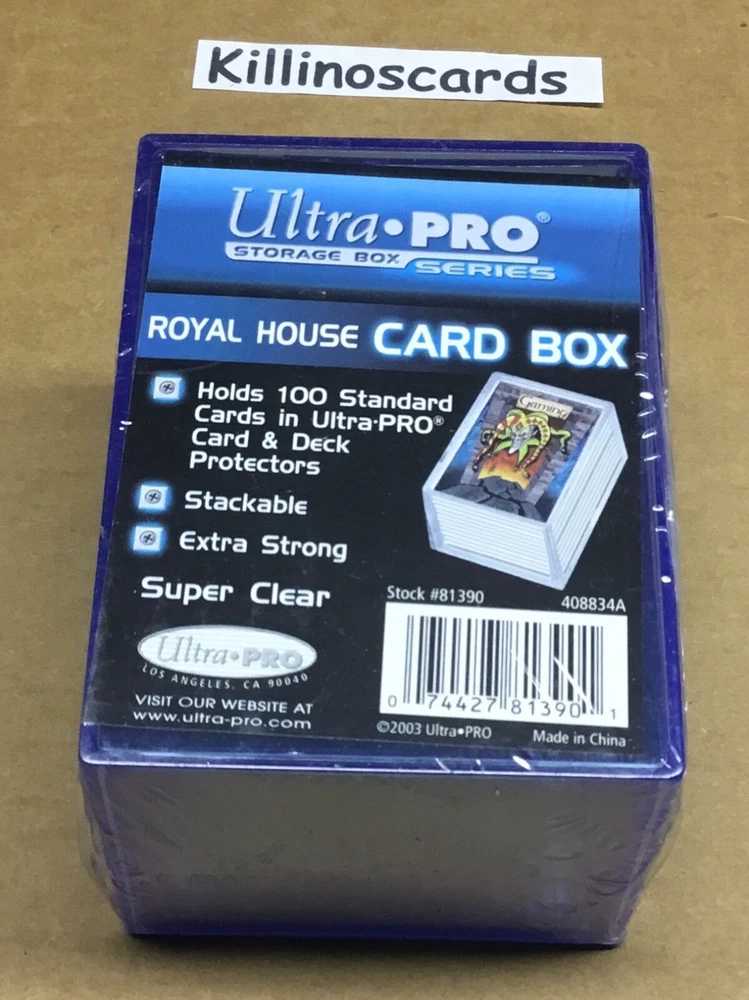 Killinoscards
Ultra•PRO®
STORAGE BOX
SERIES
ROYAL HOUSE CARD BOX
Holds 100 Standard
Cards in Ultra•PRO®
Card & Deck
Protectors
Gaming
Stackable
Extra Strong
Super Clear
Stock #81390
408834A
Ultra•PRO
LOS ANGELES, CA 90040
VISIT OUR WEBSITE AT
www.ultra-pro.com
0 74427 81390 1
©2003 Ultra•PRO
Made in China